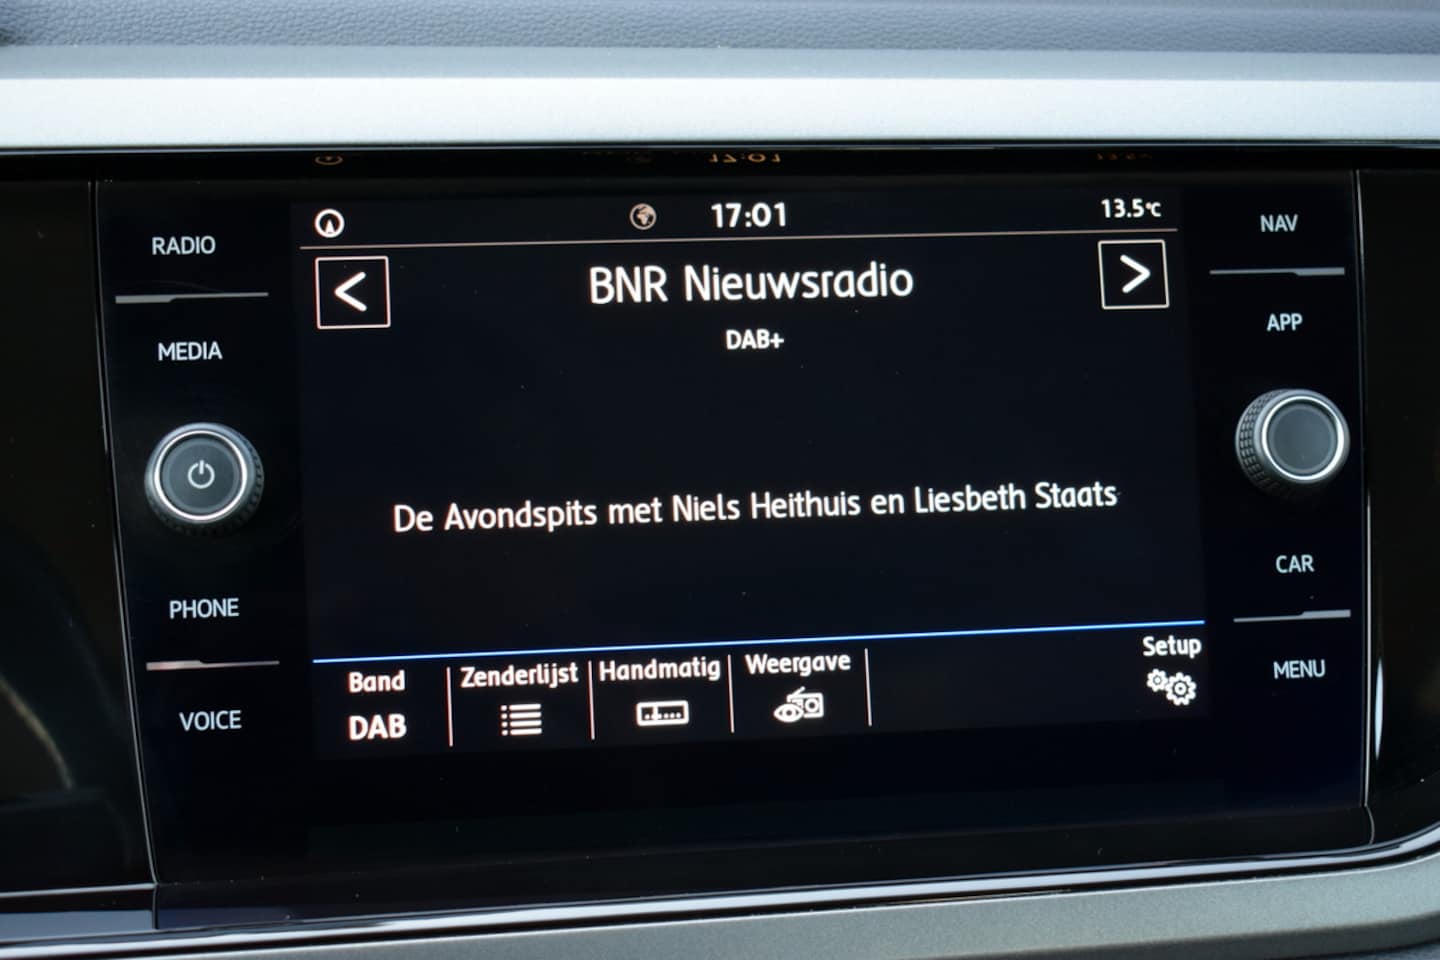 17:01
13.5°C
RADIO
NAV
<
BNR Nieuwsradio
>
DAB+
MEDIA
APP
De Avondspits met Niels Heithuis en Liesbeth Staats
PHONE
CAR
VOICE
MENU
Band
DAB
Zenderlijst
Handmatig
Weergave
Setup